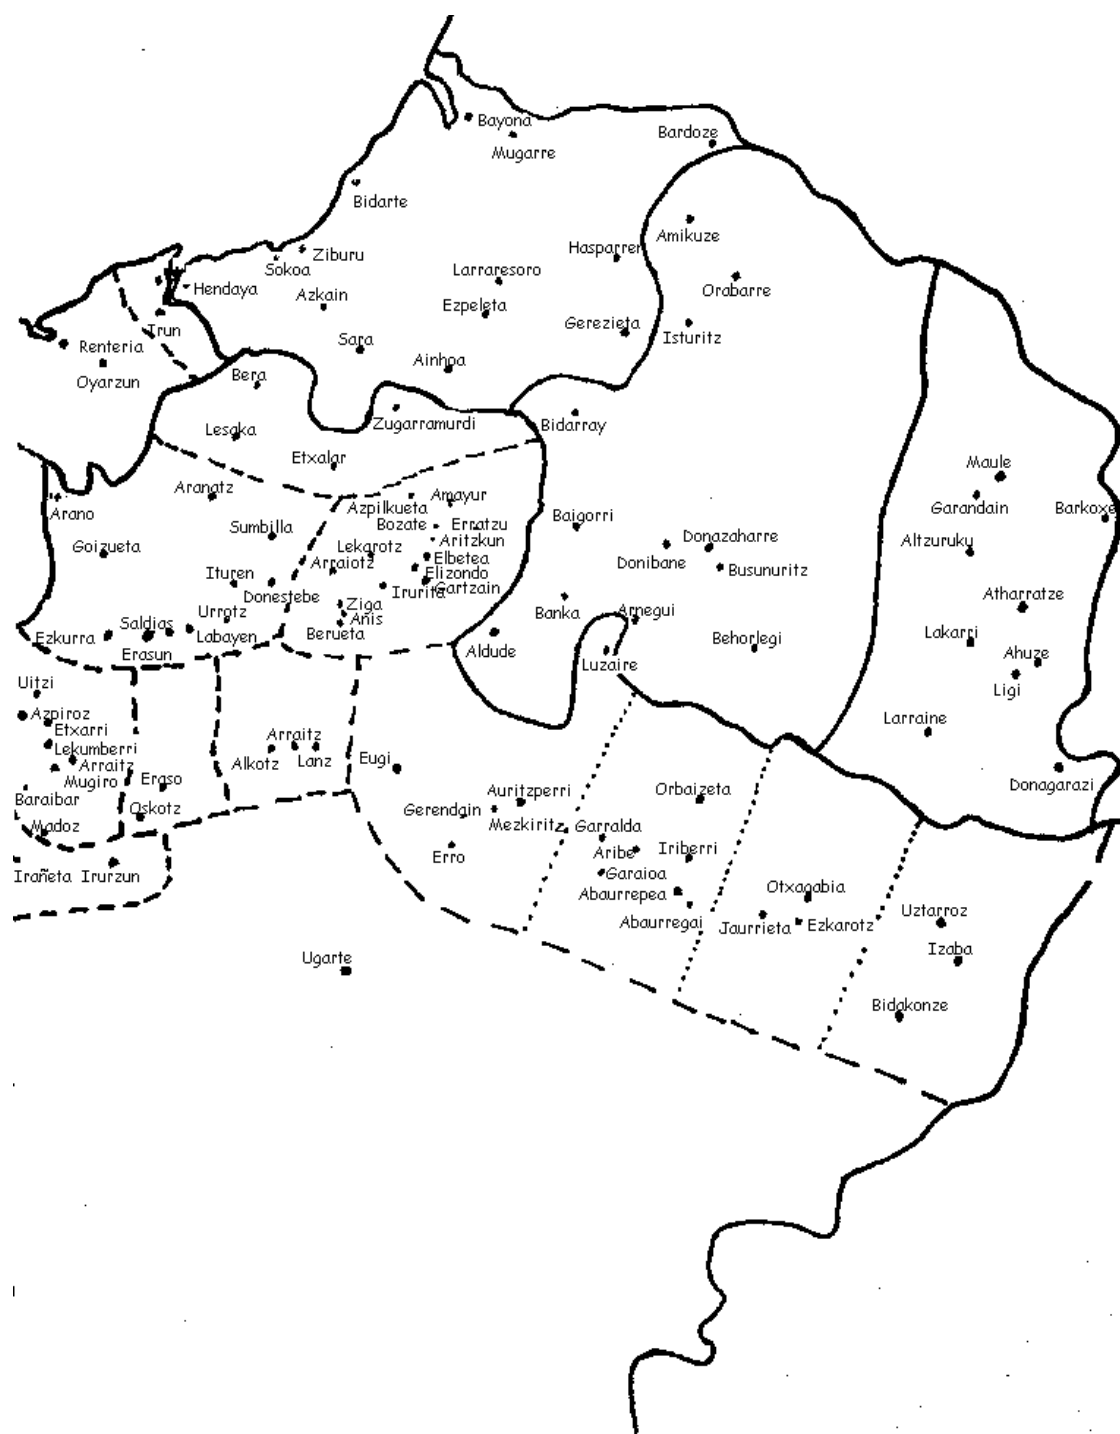 Bayona
Bardoze
Mugarre
Bidarte
Amikuze
Hasparren
Ziburu
Sokoa
Larraresoro
Hendaya
Azkain
Orabarre
Ezpeleta
Irun
Gerezieta
Isturitz
Sara
Renteria
Ainhoa
Oyarzun
Bera
Zugarramurdi
Bidarray
Lesaka
Etxalar
Maule
Aranatz
Azpilkueta
Amayur
Garandain
Barkoxe
Arano
Baigorri
Sumbilla
Bozate
Erratzu
Aritzkun
Goizueta
Lekarotz
Donazaharre
Altzuruku
Arraiotz
Elbetea
Donibane
Busunuritz
Ituren
Elizondo
Donestebe
Irurita
Gartzain
Atharratze
Ziga
Banka
Arnegui
Urrotz
Añis
Saldias
Ezkurra
Labayen
Berueta
Behorlegi
Lakarri
Erasun
Aldude
Luzaire
Ahuze
Uitzi
Ligi
Azpiroz
Etxarri
Larraine
Lekumberri
Arraitz
Arraitz
Alkotz
Lanz
Eugi
Mugiro
Eraso
Donagarazi
Baraibar
Auritzperri
Orbaizeta
Oskotz
Gerendain
Madoz
Mezkiritz
Garralda
Erro
Aribe
Iriberri
Irañeta
Irurzun
Garaioa
Otxagabia
Abaurrepea
Uztarroz
Abaurregai
Jaurrieta
Ezkarotz
Izaba
Ugarte
Bidakonze